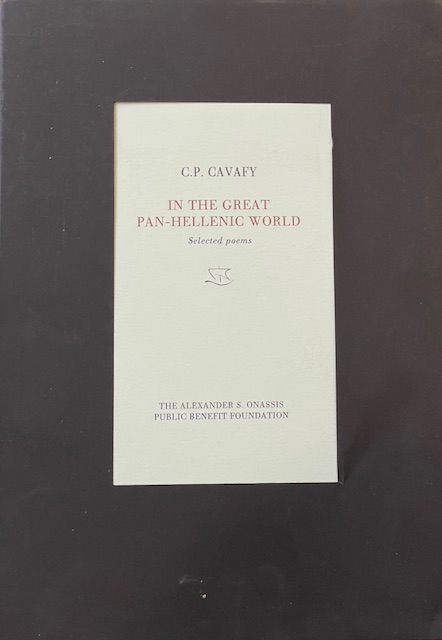 C.P. CAVAFY
IN THE GREAT
PAN-HELLENIC WORLD
Selected poems
THE ALEXANDER S. ONASSIS
PUBLIC BENEFIT FOUNDATION